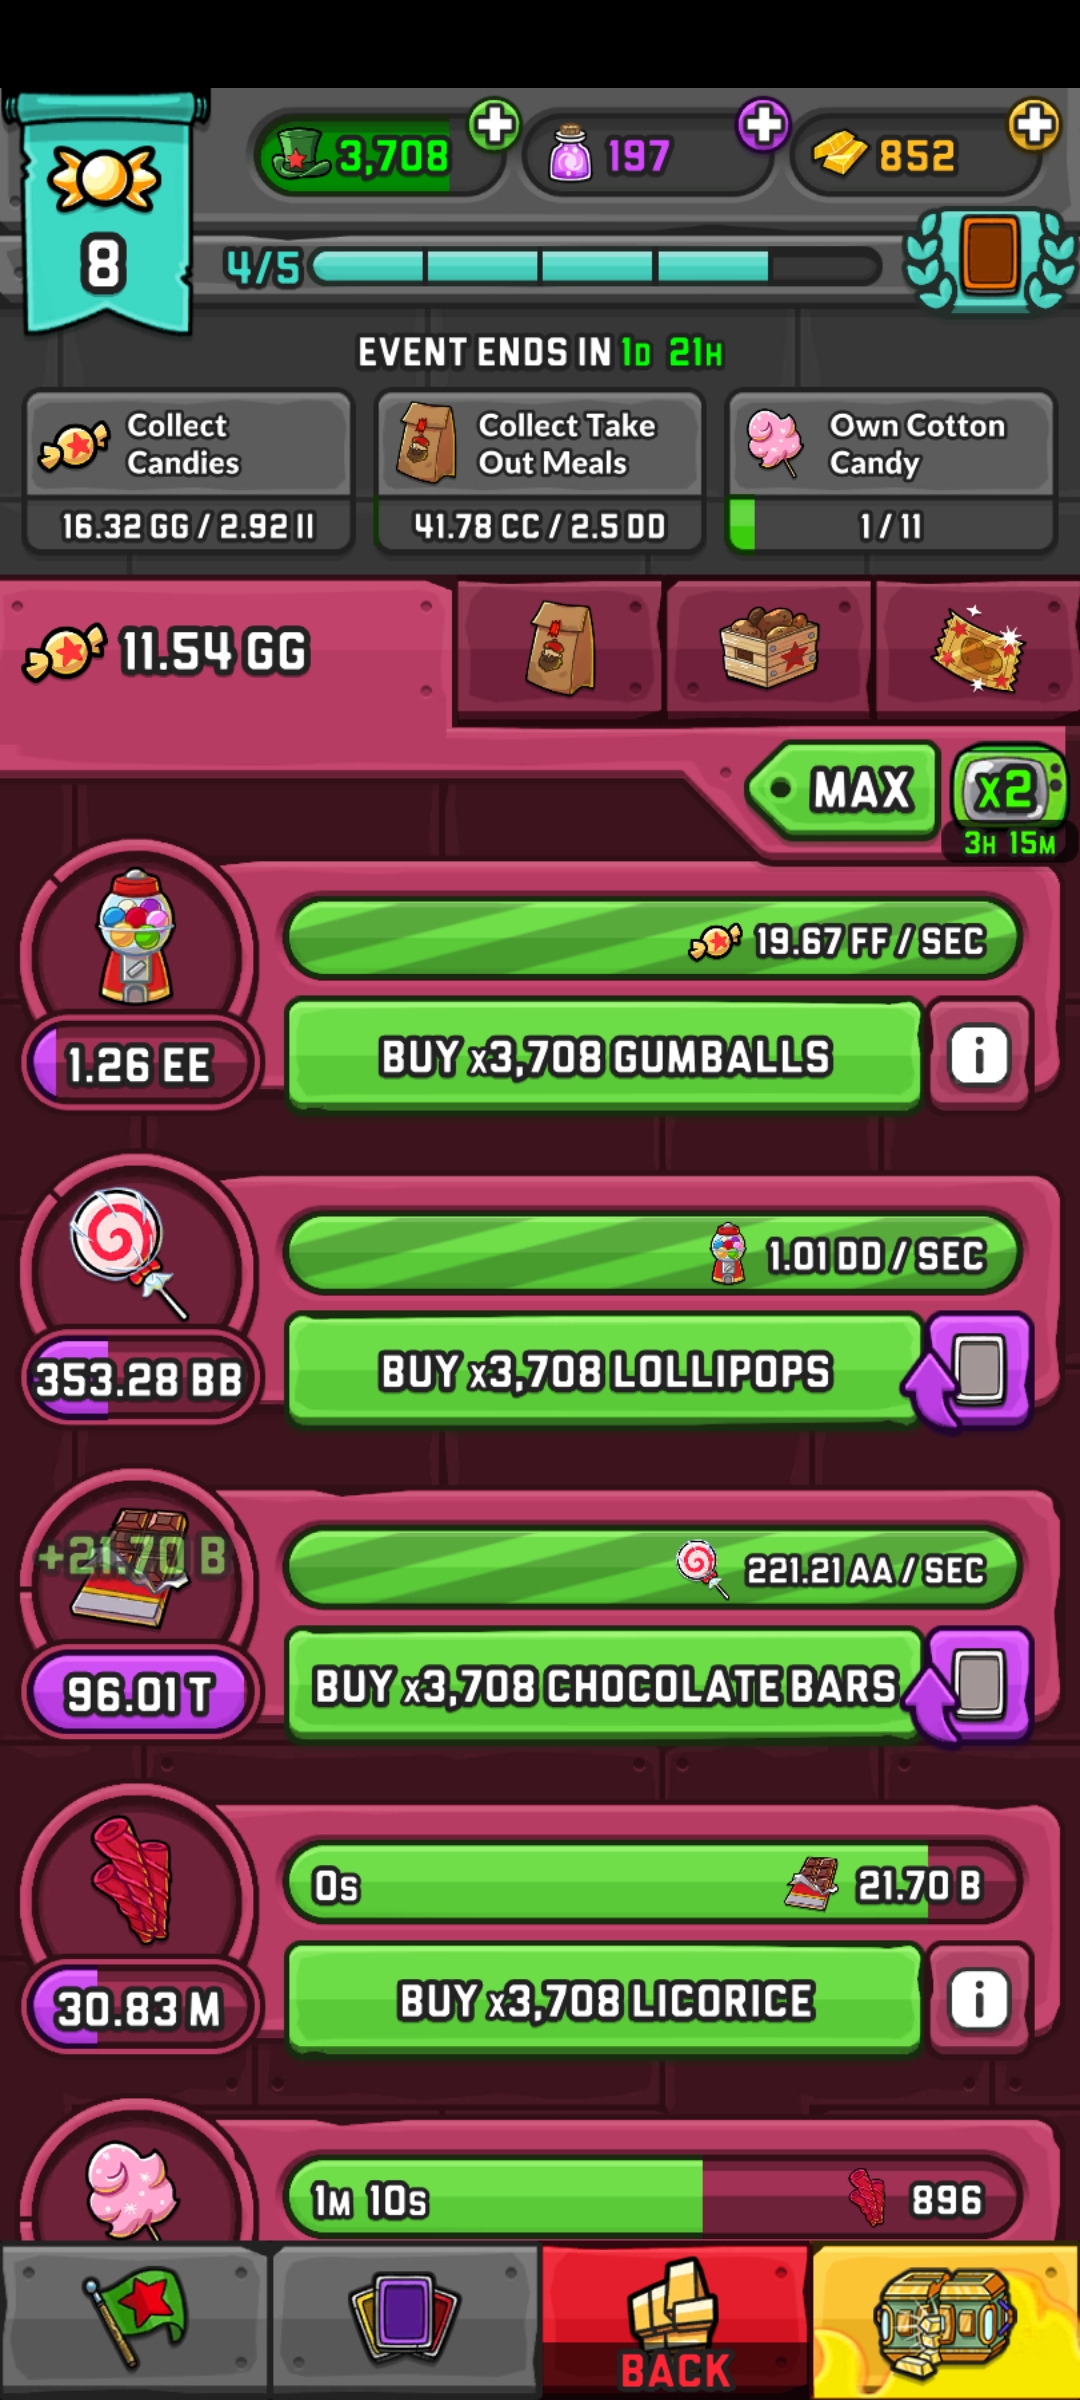 3,708
197
852
8
4/5
EVENT ENDS IN 1D 21H
Collect
Candies
16.32 GG / 2.92 II
Collect Take
Out Meals
41.78 CC / 2.5 DD
Own Cotton
Candy
1 / 11
11.54 GG
MAX
x2
3H 15M
19.67 FF / SEC
BUY x3,708 GUMBALLS
i
1.26 EE
1.01 DD / SEC
BUY x3,708 LOLLIPOPS
353.28 BB
+21.70 B
221.21 AA / SEC
BUY x3,708 CHOCOLATE BARS
96.01 T
0s
21.70 B
BUY x3,708 LICORICE
i
30.83 M
1M 10s
896
BACK